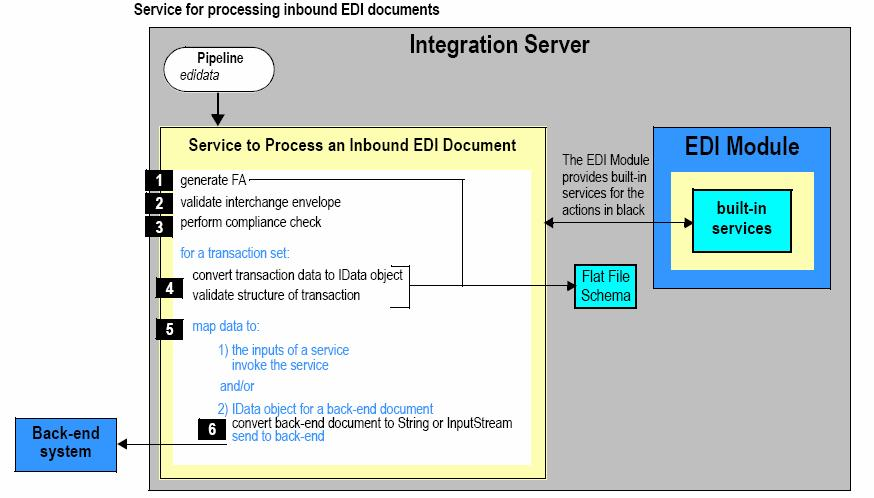 Service for processing inbound EDI documents
Integration Server
Pipeline
edidata
Service to Process an Inbound EDI Document
1 generate FA
2 validate interchange envelope
3 perform compliance check
for a transaction set:
convert transaction data to IData object
4
validate structure of transaction
5 map data to:
1) the inputs of a service
invoke the service
and/or
2) IData object for a back-end document
6 convert back-end document to String or InputStream
send to back-end
The EDI Module
provides built-in
services for the
actions in black
EDI Module
built-in
services
Flat File
Schema
Back-end
system